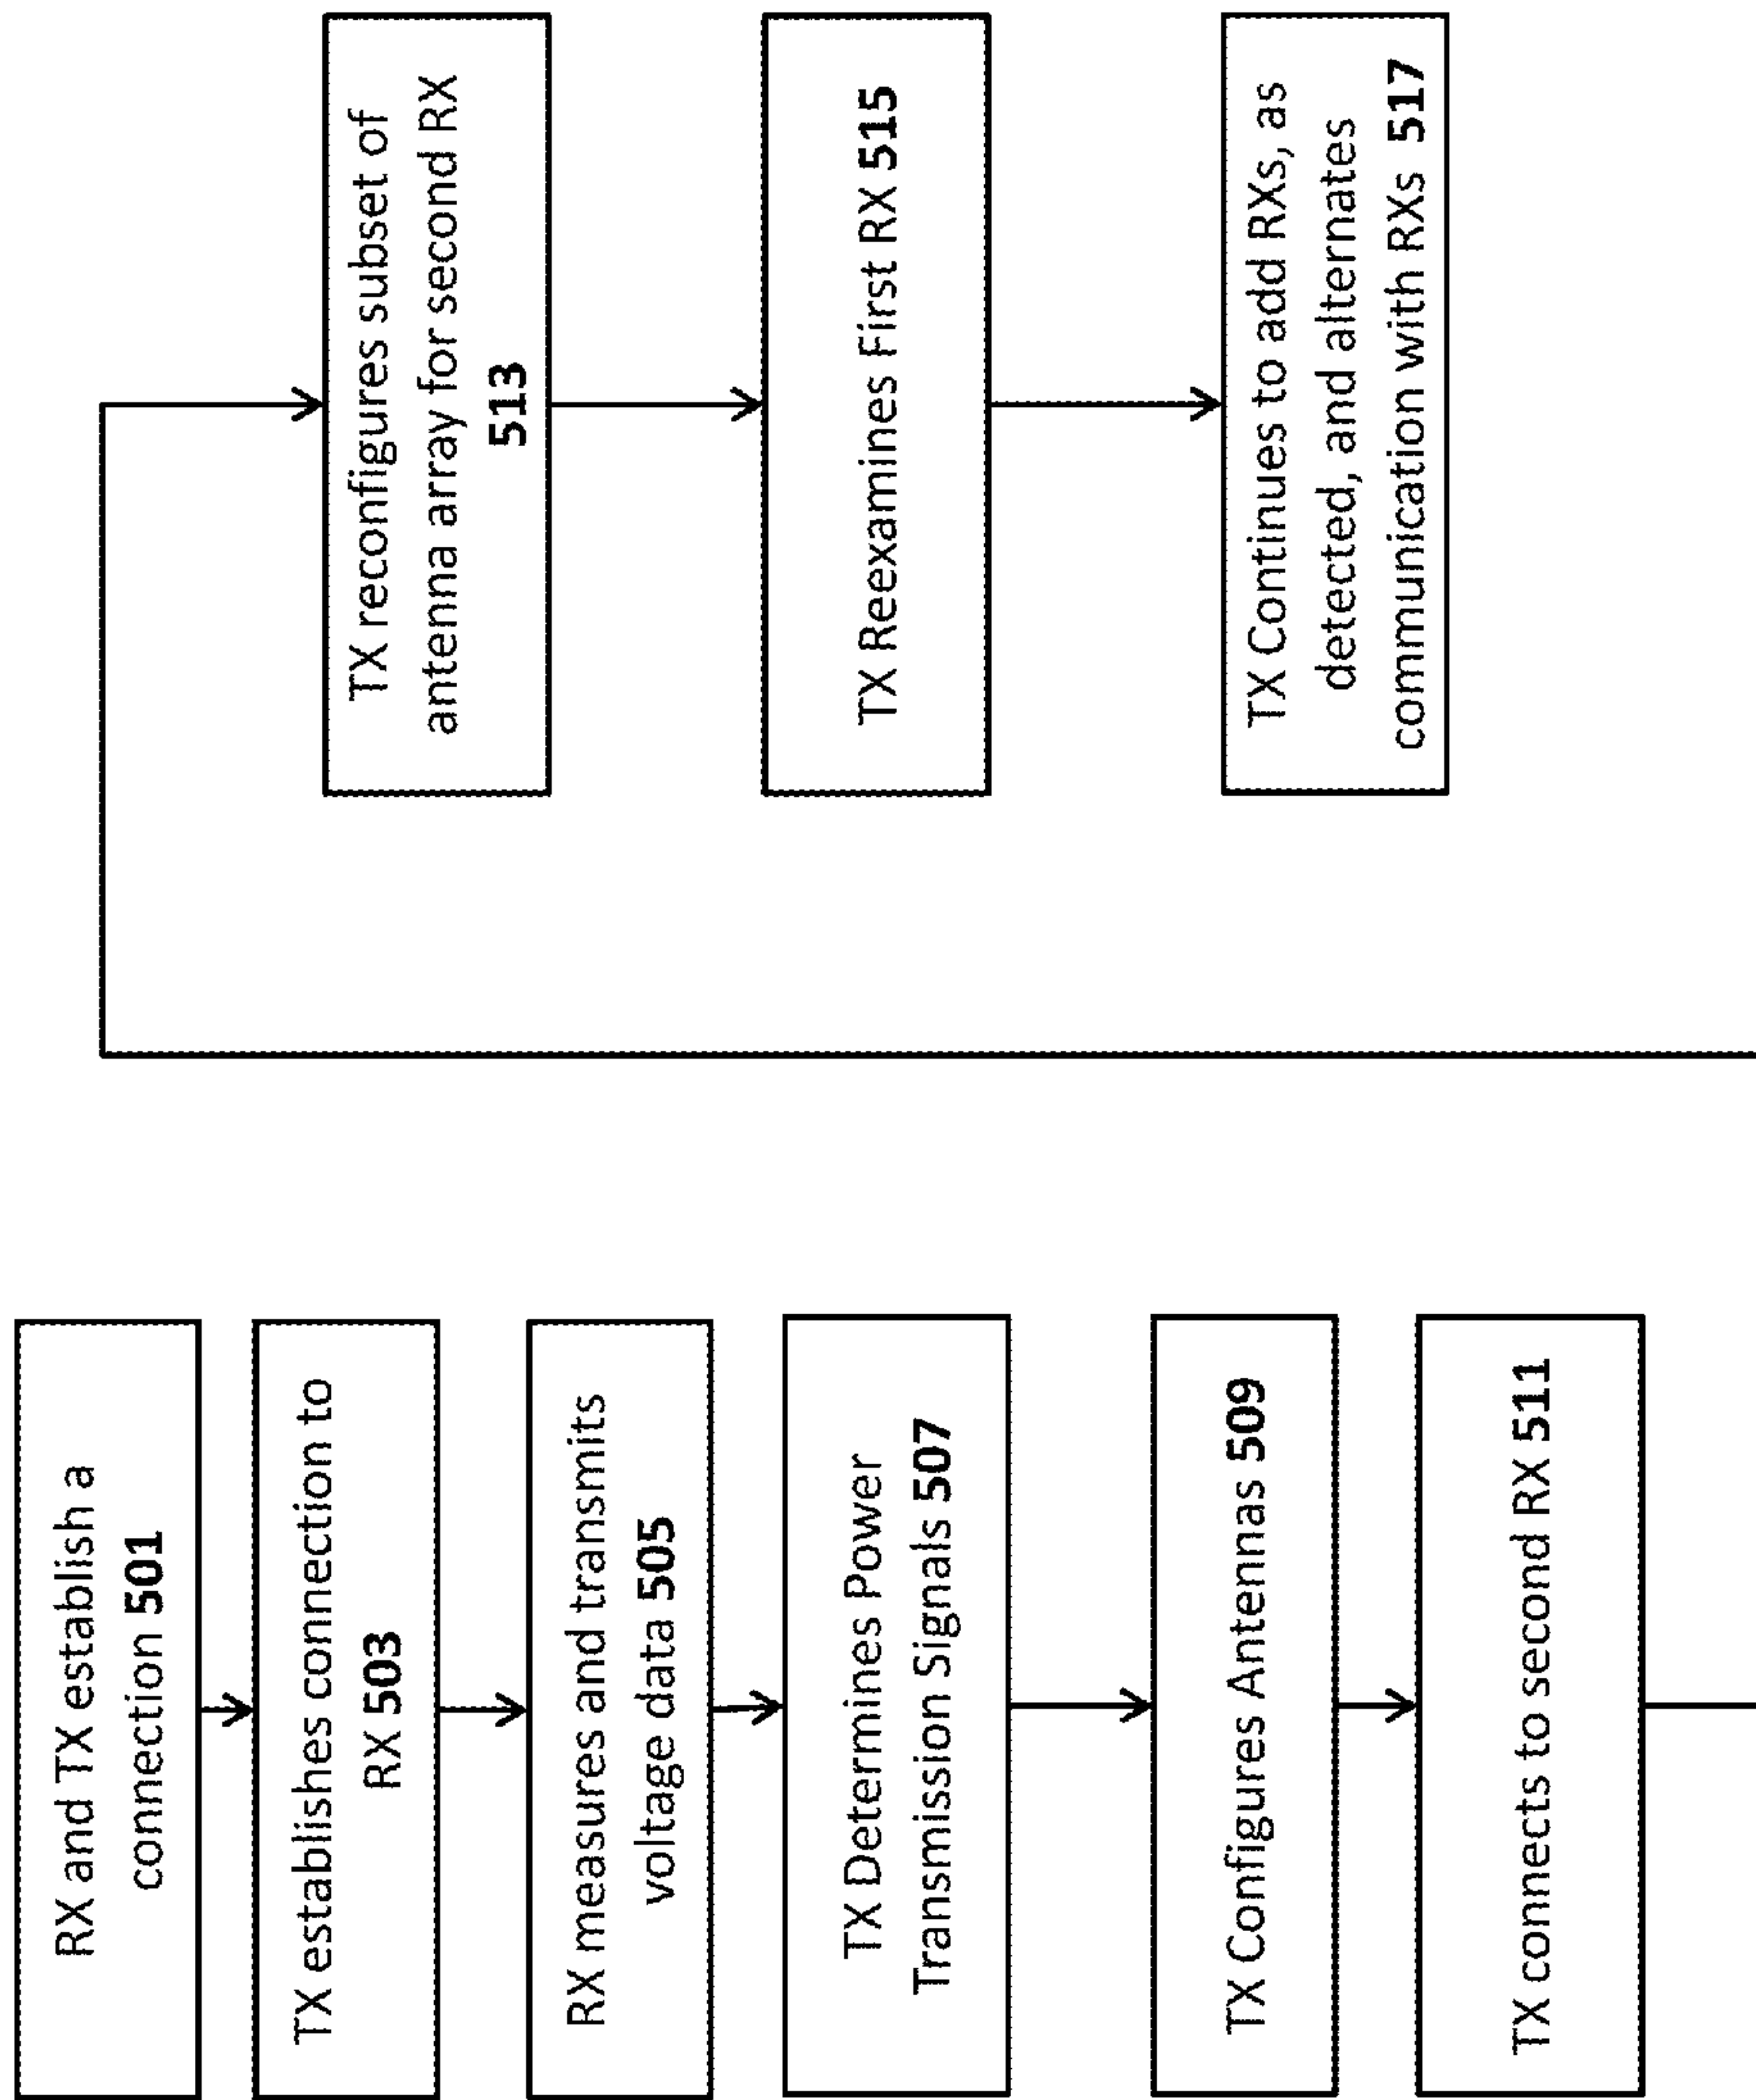 RX and TX establish a
connection 501
TX establishes connection to
RX 503
RX measures and transmits
voltage data 505
TX Determines Power
Transmission Signals 507
TX Configures Antennas 509
TX connects to second RX 511
TX reconfigures subset of
antenna array for second RX
513
TX Reexamines First RX 515
TX Continues to add RXs, as
detected, and alternates
communication with RXs 517